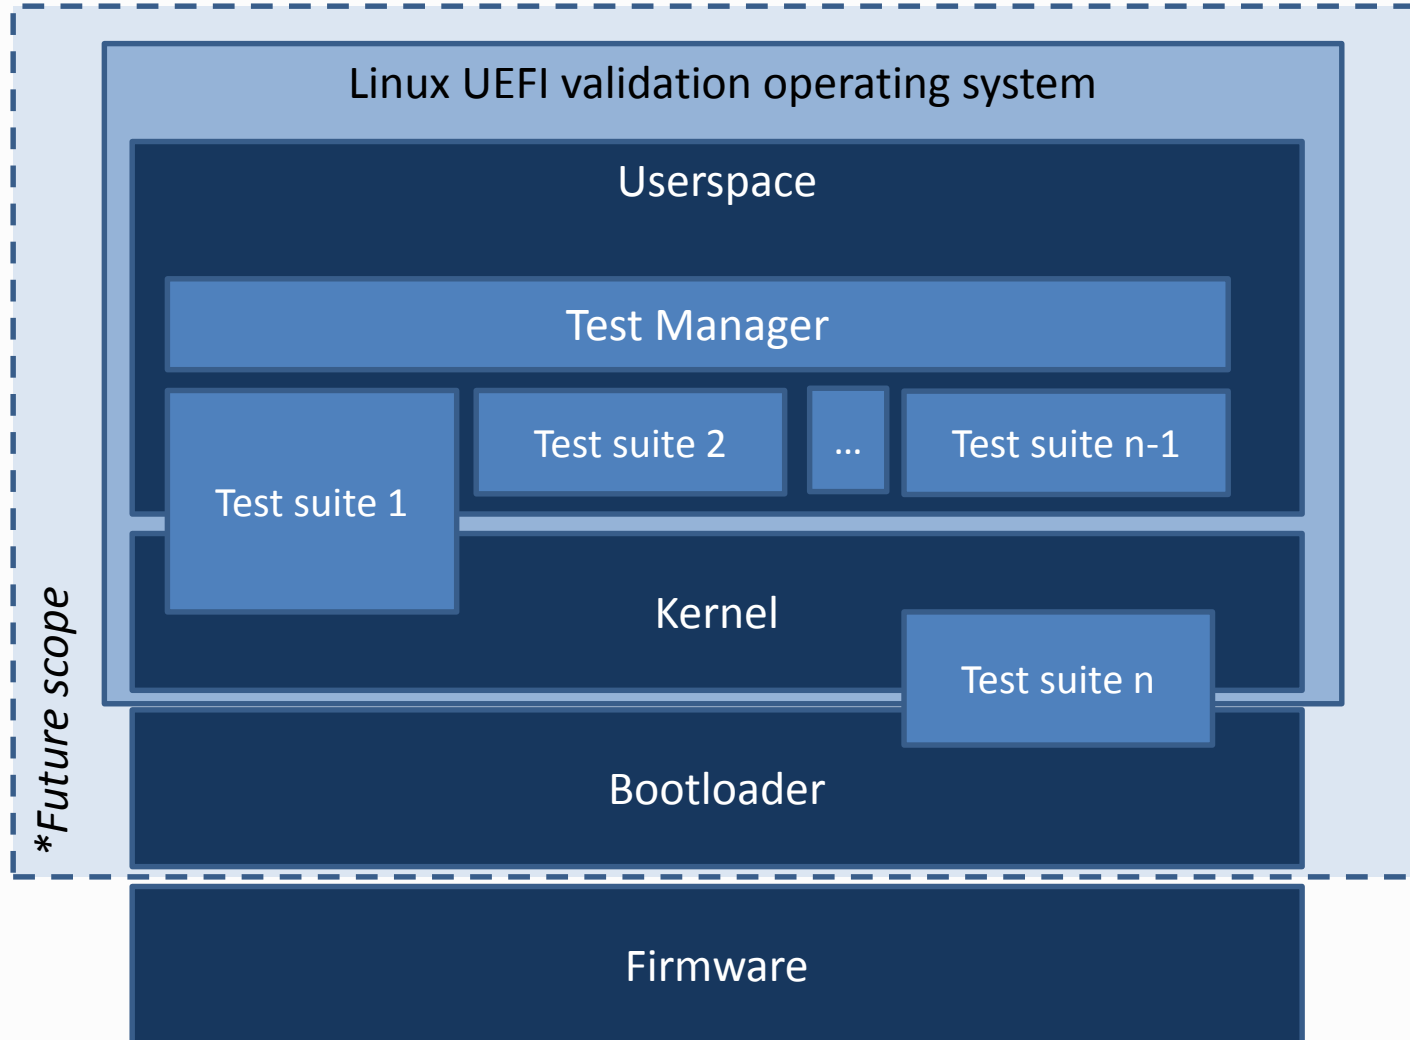 Linux UEFI validation operating system
Userspace
Test Manager
Test suite 1
Test suite 2
...
Test suite n-1
Kernel
Test suite n
Bootloader
*Future scope
Firmware